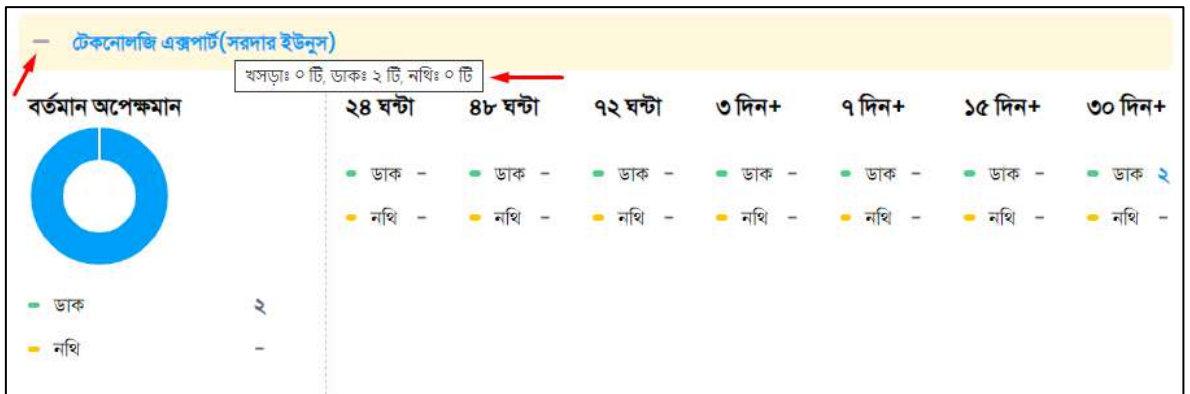 টেকনোলজি এক্সপার্ট(সরদার ইউনুস)
খসড়াঃ ০ টি, ডাকঃ ২ টি, নথিঃ ০ টি
বর্তমান অপেক্ষমান ২৪ ঘন্টা ৪৮ ঘন্টা ৭২ ঘন্টা ৩ দিন+ ৭ দিন+ ১৫ দিন+ ৩০ দিন+
ডাক - ডাক - ডাক - ডাক - ডাক - ডাক - ডাক ২
নথি - নথি - নথি - নথি - নথি - নথি - নথি -
ডাক ২
নথি -